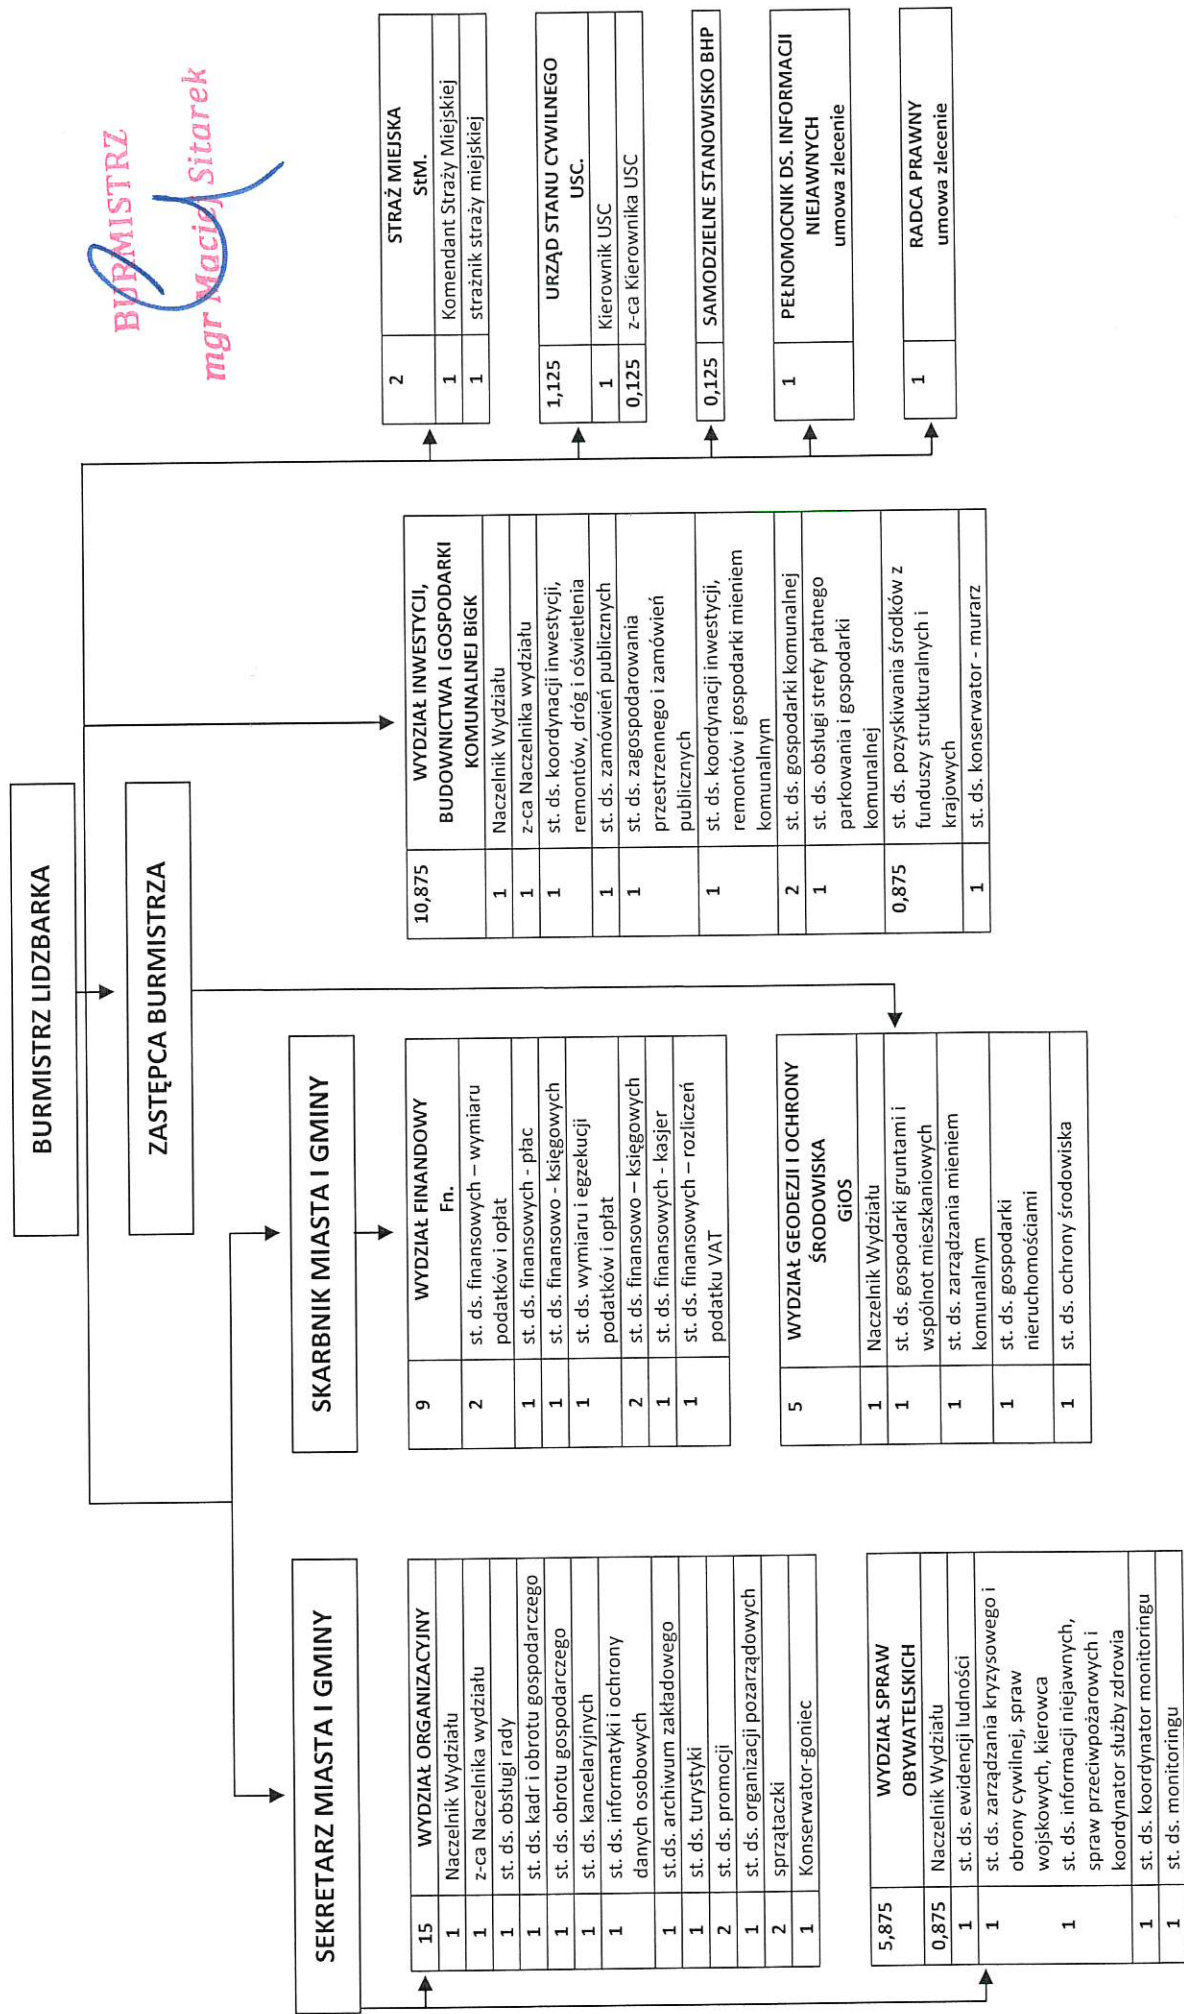 BURMISTRZ
mgr Maciej Sitarek
BURMISTRZ LIDZBARKA
ZASTĘPCA BURMISTRZA
SEKRETARZ MIASTA I GMINY
SKARBNIK MIASTA I GMINY
15 WYDZIAŁ ORGANIZACYJNY
1 Naczelnik Wydziału
1 z-ca Naczelnika wydziału
1 st. ds. obsługi rady
1 st. ds. kadr i obrotu gospodarczego
1 st. ds. obrotu gospodarczego
1 st. ds. kancelaryjnych
1 st. ds. informatyki i ochrony
danych osobowych
1 st.ds. archiwum zakładowego
1 st. ds. turystyki
2 st. ds. promocji
1 st. ds. organizacji pozarządowych
2 sprzątaczki
1 Konserwator-goniec
5,875 WYDZIAŁ SPRAW
OBYWATELSKICH
0,875 Naczelnik Wydziału
1 st. ds. ewidencji ludności
1 st. ds. zarządzania kryzysowego i
obrony cywilnej, spraw
wojskowych, kierowca
1 st. ds. informacji niejawnych,
spraw przeciwpożarowych i
koordynator służby zdrowia
1 st. ds. koordynator monitoringu
1 st. ds. monitoringu
9 WYDZIAŁ FINANDOWY
Fn.
2 st. ds. finansowych – wymiaru
podatków i opłat
1 st. ds. finansowych - płac
1 st. ds. finansowo - księgowych
1 st. ds. wymiaru i egzekucji
podatków i opłat
2 st. ds. finansowo – księgowych
1 st. ds. finansowych - kasjer
1 st. ds. finansowych – rozliczeń
podatku VAT
5 WYDZIAŁ GEODEZJI I OCHRONY
ŚRODOWISKA
GiOS
1 Naczelnik Wydziału
1 st. ds. gospodarki gruntami i
wspólnot mieszkaniowych
1 st. ds. zarządzania mieniem
komunalnym
1 st. ds. gospodarki
nieruchomościami
1 st. ds. ochrony środowiska
10,875 WYDZIAŁ INWESTYCJI,
BUDOWNICTWA I GOSPODARKI
KOMUNALNEJ BiGK
1 Naczelnik Wydziału
1 z-ca Naczelnika wydziału
1 st. ds. koordynacji inwestycji,
remontów, dróg i oświetlenia
1 st. ds. zamówień publicznych
1 st. ds. zagospodarowania
przestrzennego i zamówień
publicznych
1 st. ds. koordynacji inwestycji,
remontów i gospodarki mieniem
komunalnym
2 st. ds. gospodarki komunalnej
1 st. ds. obsługi strefy płatnego
parkowania i gospodarki
komunalnej
0,875 st. ds. pozyskiwania środków z
funduszy strukturalnych i
krajowych
1 st. ds. konserwator - murarz
2 STRAŻ MIEJSKA
StM.
1 Komendant Straży Miejskiej
1 strażnik straży miejskiej
1,125 URZĄD STANU CYWILNEGO
USC.
1 Kierownik USC
0,125 z-ca Kierownika USC
0,125 SAMODZIELNE STANOWISKO BHP
1 PEŁNOMOCNIK DS. INFORMACJI
NIEJAWNYCH
umowa zlecenie
1 RADCA PRAWNY
umowa zlecenie